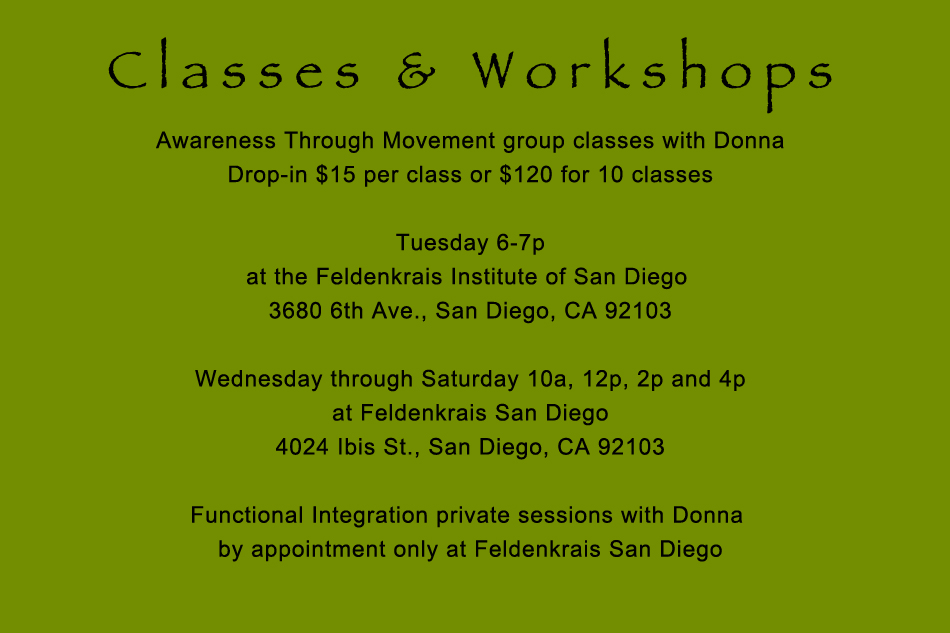 Classes & Workshops
Awareness Through Movement group classes with Donna
Drop-in $15 per class or $120 for 10 classes
Tuesday 6-7p
at the Feldenkrais Institute of San Diego
3680 6th Ave., San Diego, CA 92103
Wednesday through Saturday 10a, 12p, 2p and 4p
at Feldenkrais San Diego
4024 Ibis St., San Diego, CA 92103
Functional Integration private sessions with Donna
by appointment only at Feldenkrais San Diego